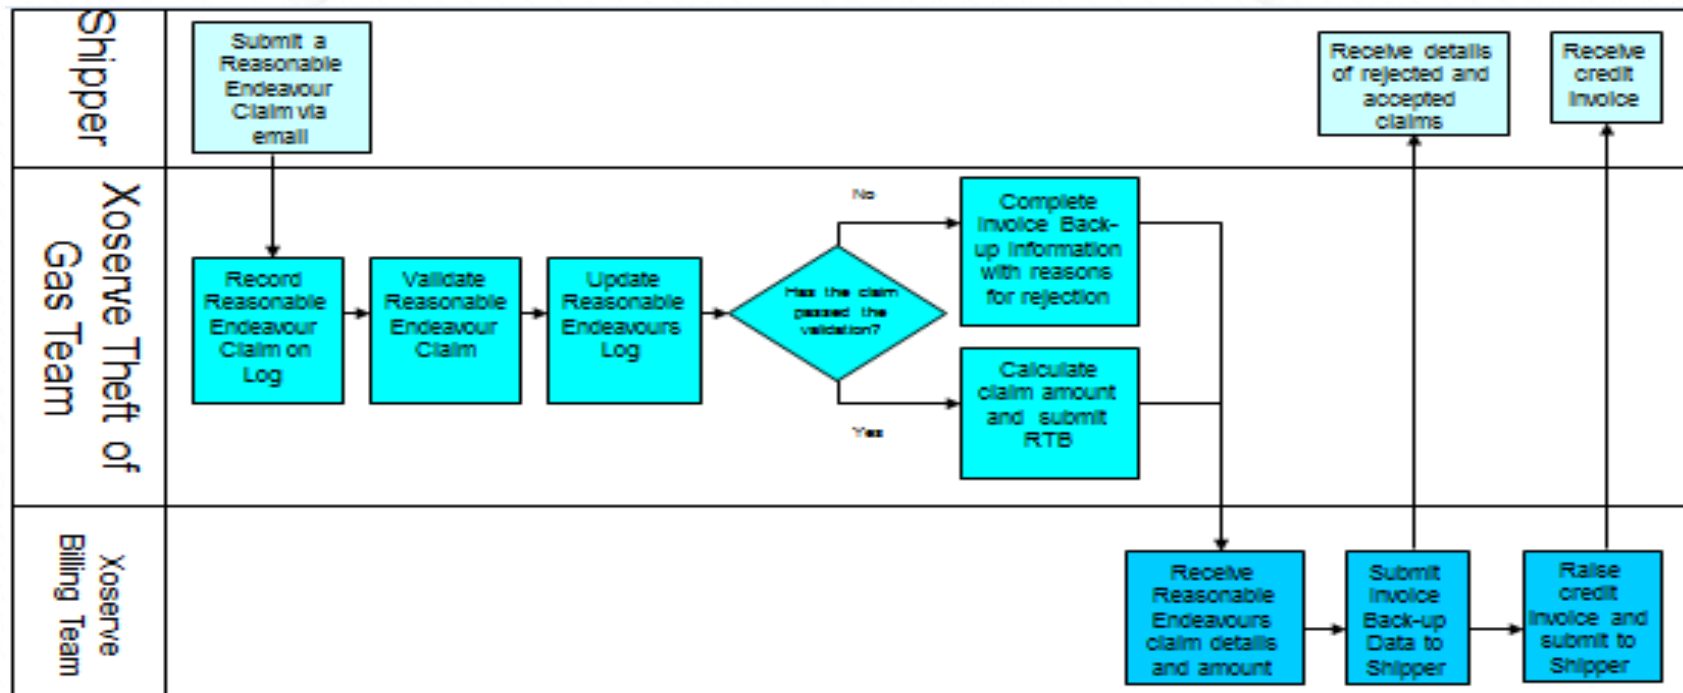 Shipper
Submit a
Reasonable
Endeavour
Claim via
email
Receive details
of rejected and
accepted
claims
Receive
credit
invoice
Xoserve Theft of
Gas Team
Record
Reasonable
Endeavour
Claim on
Log
Validate
Reasonable
Endeavour
Claim
Update
Reasonable
Endeavours
Log
Has the claim
passed the
validation?
No
Yes
Complete
Invoice Back-
up Information
with reasons
for rejection
Calculate
claim amount
and submit
RTB
Xoserve
Billing Team
Receive
Reasonable
Endeavours
claim details
and amount
Submit
Invoice
Back-up
Data to
Shipper
Raise
credit
invoice and
submit to
Shipper